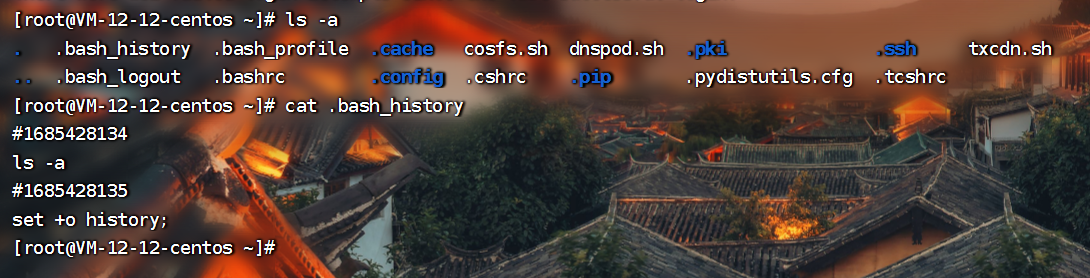 [root@VM-12-12-centos ~]# ls -a
. .bash_history .bash_profile .cache cosfs.sh dnspod.sh .pki .ssh txcdn.sh
.. .bash_logout .bashrc .config .cshrc .pip .pydistutils.cfg .tcshrc
[root@VM-12-12-centos ~]# cat .bash_history
#1685428134
ls -a
#1685428135
set +o history;
[root@VM-12-12-centos ~]#